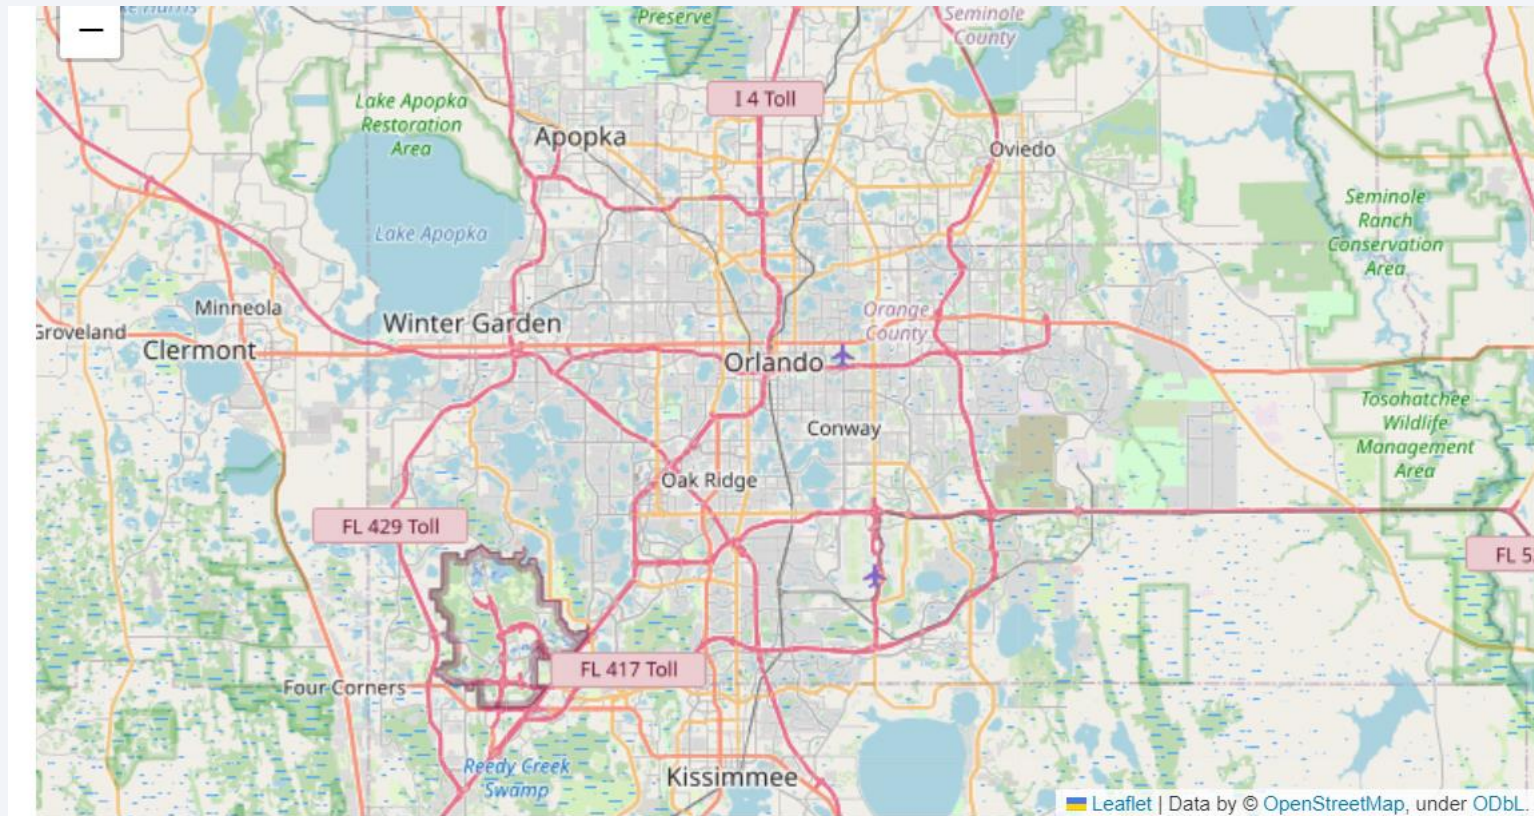 −
Preserve
Seminole
County
I 4 Toll
Lake Apopka
Restoration
Area
Apopka
Oviedo
Seminole
Ranch
Conservation
Area
Lake Apopka
Minneola
Winter Garden
Orange
County
Groveland
Clermont
Orlando
Tosohatchee
Wildlife
Management
Area
Conway
Oak Ridge
FL 429 Toll
FL 5
FL 417 Toll
Four Corners
Reedy Creek
Swamp
Kissimmee
Leaflet | Data by © OpenStreetMap, under ODbL.